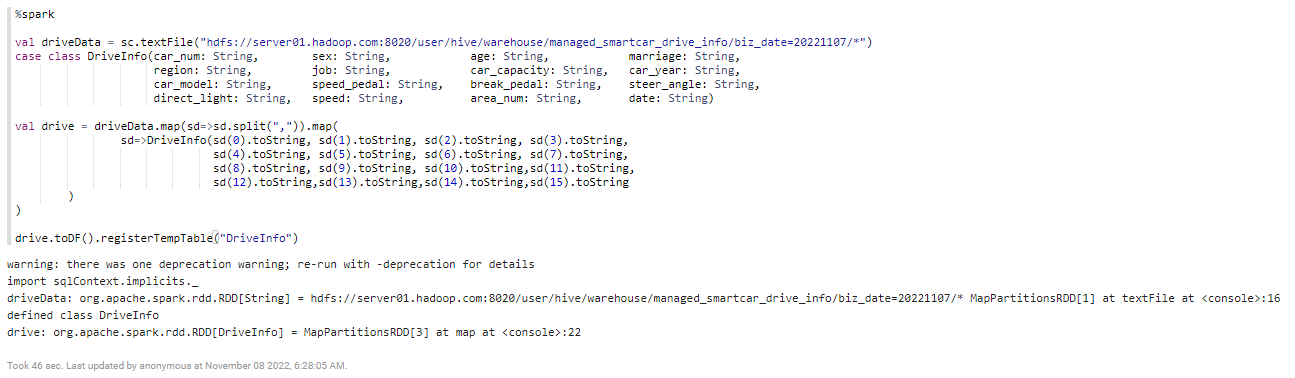 %spark
val driveData = sc.textFile("hdfs://server01.hadoop.com:8020/user/hive/warehouse/managed_smartcar_drive_info/biz_date=20221107/*")
case class DriveInfo(car_num: String, sex: String, age: String, marriage: String,
region: String, job: String, car_capacity: String, car_year: String,
car_model: String, speed_pedal: String, break_pedal: String, steer_angle: String,
direct_light: String, speed: String, area_num: String, date: String)
val drive = driveData.map(sd=>sd.split(",")).map(
sd=>DriveInfo(sd(0).toString, sd(1).toString, sd(2).toString, sd(3).toString,
sd(4).toString, sd(5).toString, sd(6).toString, sd(7).toString,
sd(8).toString, sd(9).toString, sd(10).toString,sd(11).toString,
sd(12).toString,sd(13).toString,sd(14).toString,sd(15).toString
)
)
drive.toDF().registerTempTable("DriveInfo")
warning: there was one deprecation warning; re-run with -deprecation for details
import sqlContext.implicits._
driveData: org.apache.spark.rdd.RDD[String] = hdfs://server01.hadoop.com:8020/user/hive/warehouse/managed_smartcar_drive_info/biz_date=20221107/* MapPartitionsRDD[1] at textFile at <console>:16
defined class DriveInfo
drive: org.apache.spark.rdd.RDD[DriveInfo] = MapPartitionsRDD[3] at map at <console>:22
Took 46 sec. Last updated by anonymous at November 08 2022, 6:28:05 AM.